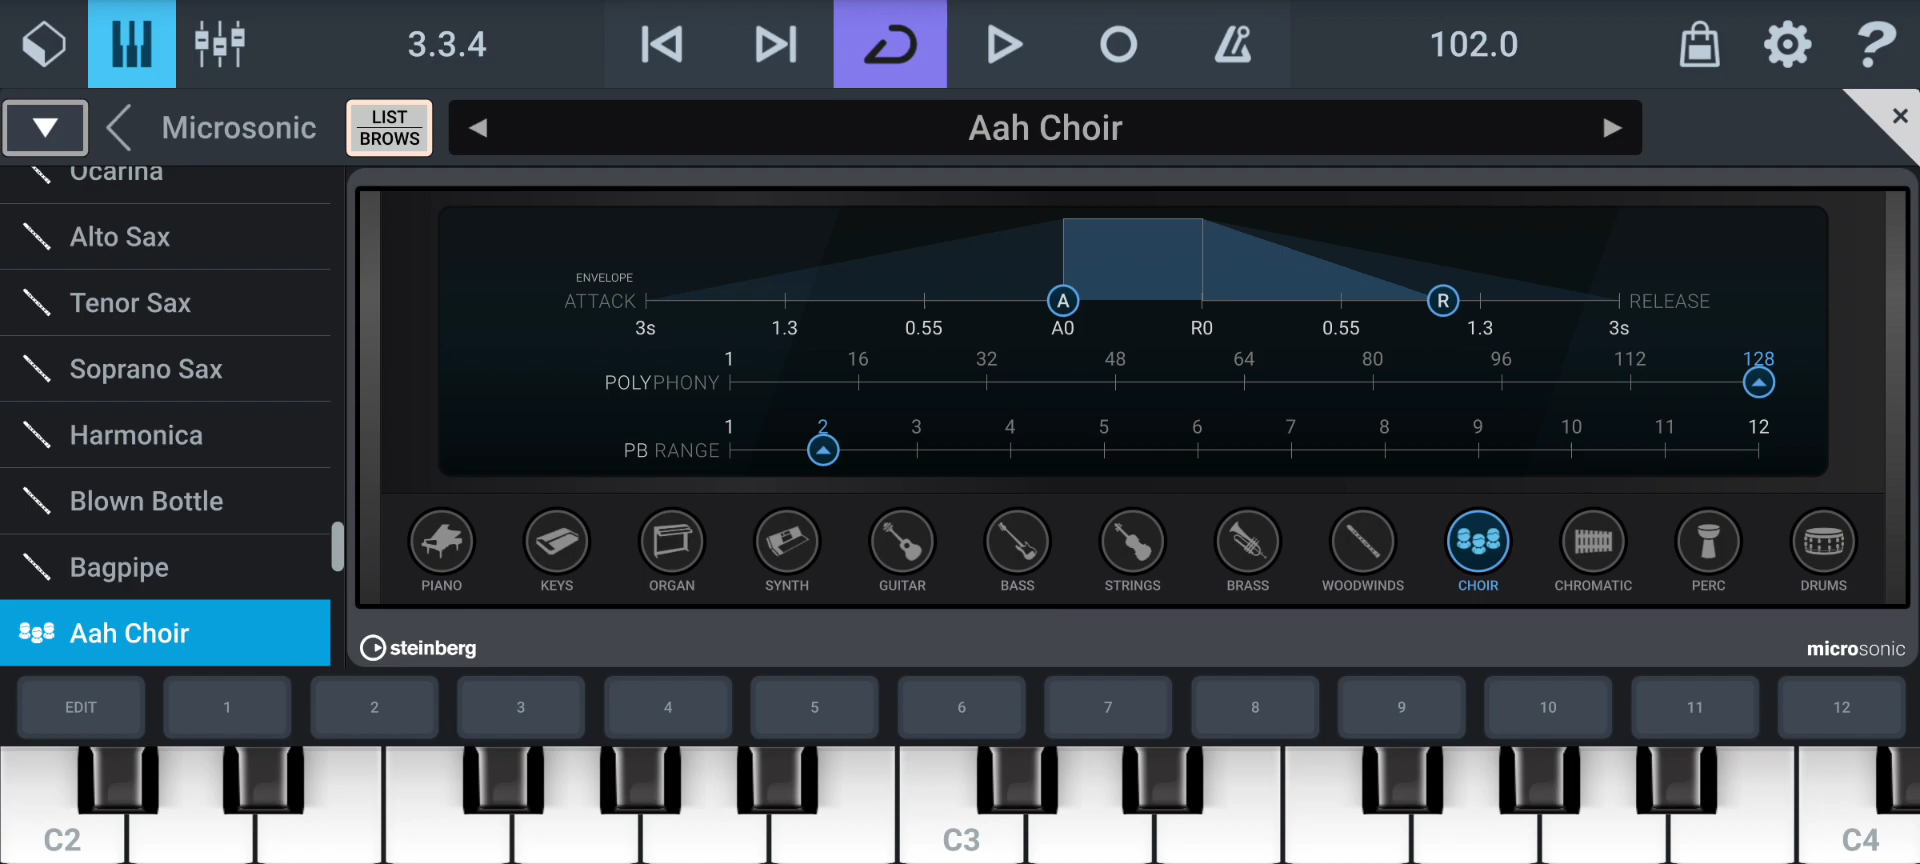 3.3.4
102.0
Microsonic
LIST
BROWS
Aah Choir
Ocarina
Alto Sax
Tenor Sax
Soprano Sax
Harmonica
Blown Bottle
Bagpipe
Aah Choir
ENVELOPE
ATTACK
A
R
RELEASE
3s 1.3 0.55 A0 R0 0.55 1.3 3s
1 16 32 48 64 80 96 112 128
POLYPHONY
1 2 3 4 5 6 7 8 9 10 11 12
PB RANGE
PIANO KEYS ORGAN SYNTH GUITAR BASS STRINGS BRASS WOODWINDS CHOIR CHROMATIC PERC DRUMS
steinberg
microsonic
EDIT 1 2 3 4 5 6 7 8 9 10 11 12
C2 C3 C4